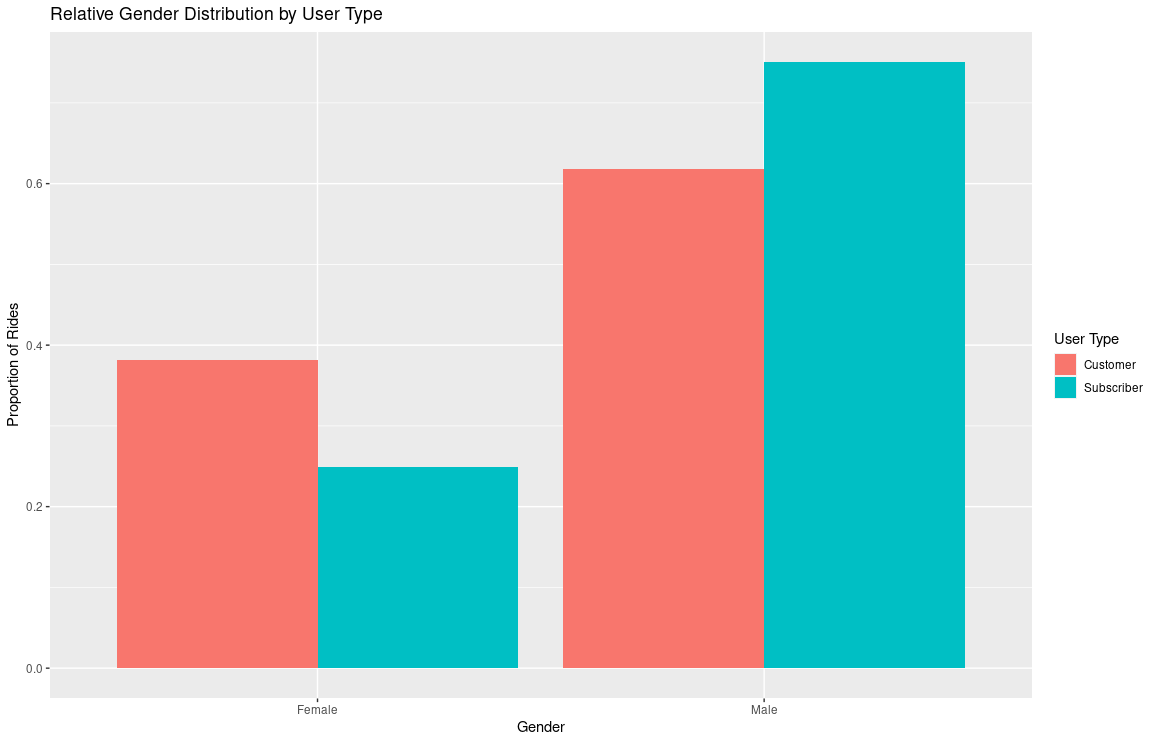 Relative Gender Distribution by User Type
Proportion of Rides
0.6
0.4
0.2
0.0
Female
Male
Gender
User Type
Customer
Subscriber